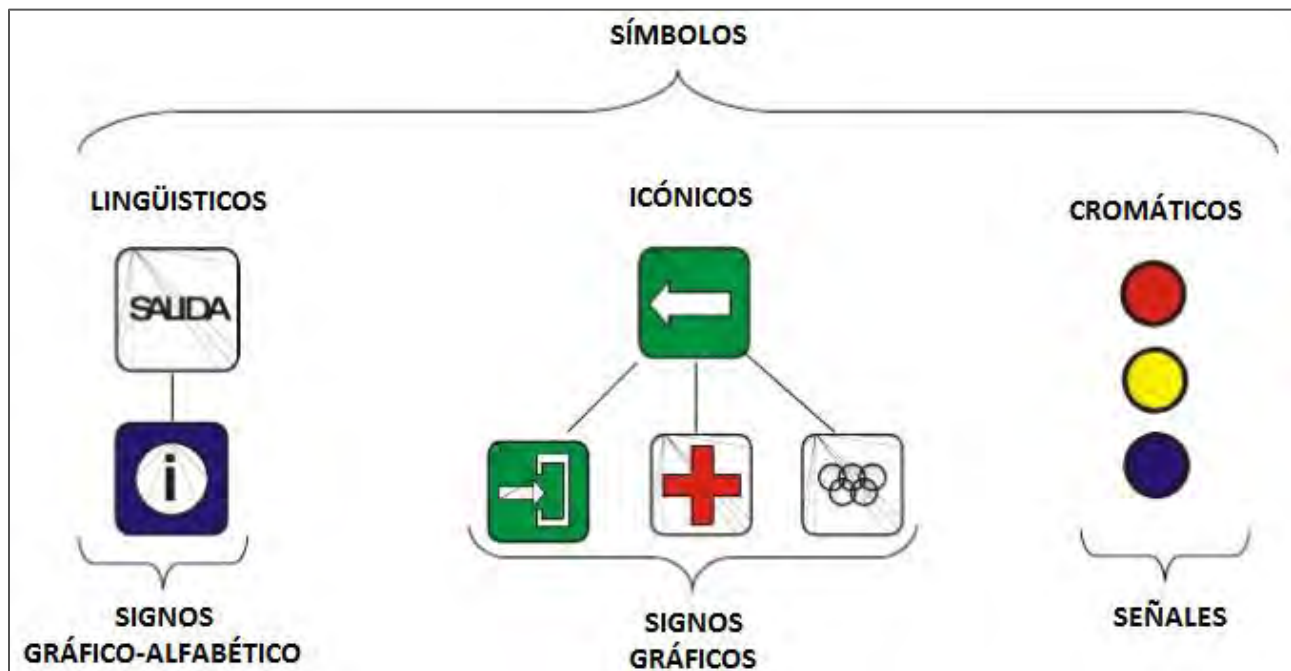 SÍMBOLOS
LINGÜISTICOS
ICÓNICOS
CROMÁTICOS
SALIDA
i
SIGNOS
GRÁFICO-ALFABÉTICO
SIGNOS
GRÁFICOS
SEÑALES